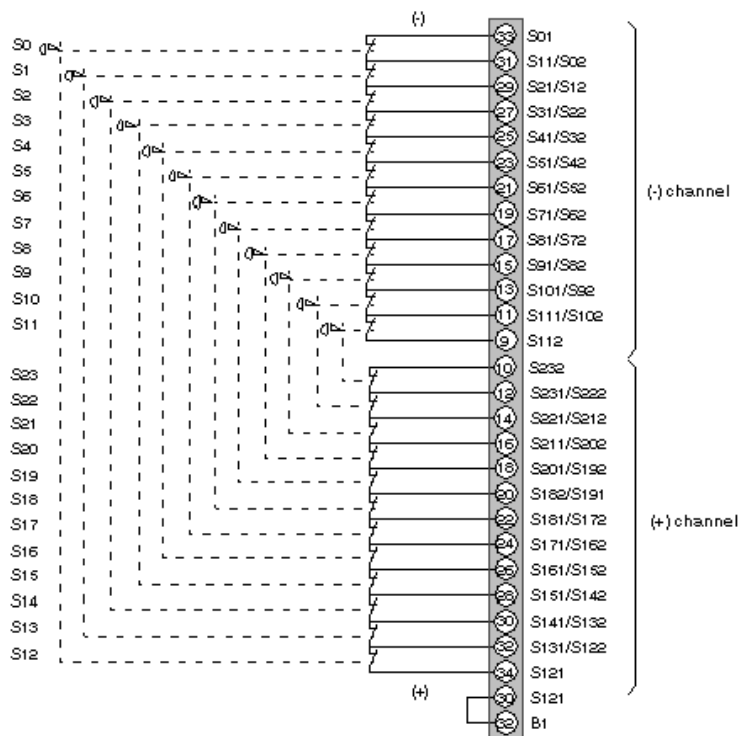 (-)
S0 33 S01
S1 31 S11/S02
S2 29 S21/S12
S3 27 S31/S22
S4 25 S41/S32
S5 23 S51/S42
S6 21 S61/S52
S7 19 S71/S62
S8 17 S81/S72
S9 15 S91/S82
S10 13 S101/S92
S11 11 S111/S102
9 S112
(-) channel
S23 10 S232
S22 12 S231/S222
S21 14 S221/S212
S20 16 S211/S202
S19 18 S201/S192
S18 20 S182/S191
S17 22 S181/S172
S16 24 S171/S162
S15 26 S161/S152
S14 28 S151/S142
S13 30 S141/S132
S12 32 S131/S122
34 S121
(+) channel
(+)
30 S121
32 B1